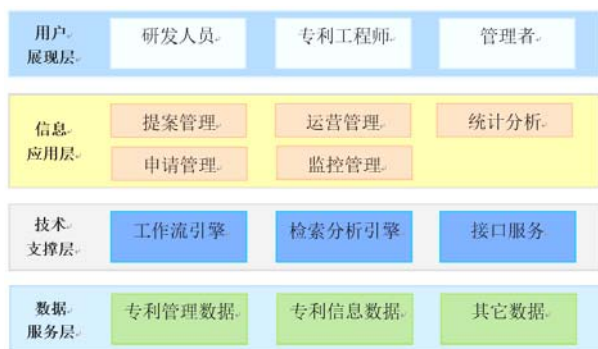 用户
展现层
研发人员
专利工程师
管理者
信息
应用层
提案管理
运营管理
统计分析
申请管理
监控管理
技术
支撑层
工作流引擎
检索分析引擎
接口服务
数据
服务层
专利管理数据
专利信息数据
其它数据